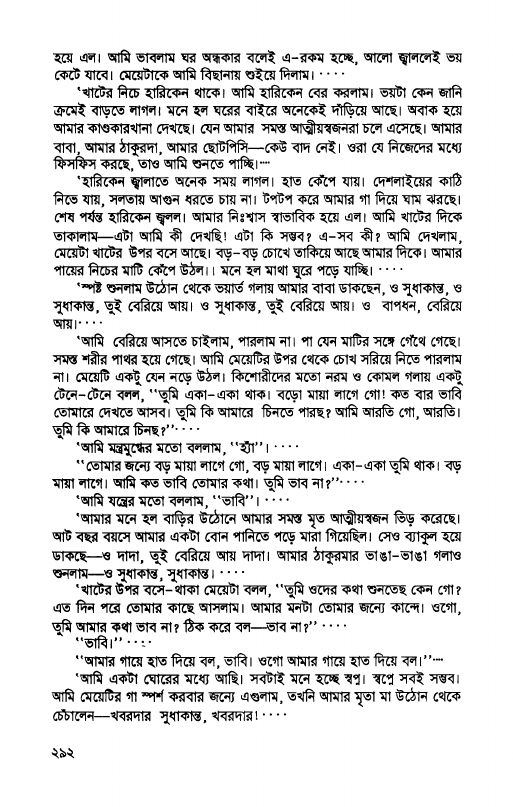 হয়ে এল। আমি ভাবলাম ঘর অন্ধকার বলেই এ-রকম হচ্ছে, আলো জ্বাললেই ভয়
কেটে যাবে। মেয়েটাকে আমি বিছানায় শুইয়ে দিলাম। ····
'খাটের নিচে হারিকেন থাকে। আমি হারিকেন বের করলাম। ভয়টা কেন জানি
ক্রমেই বাড়তে লাগল। মনে হল ঘরের বাইরে অনেকেই দাঁড়িয়ে আছে। অবাক হয়ে
আমার কাণ্ডকারখানা দেখছে। যেন আমার সমস্ত আত্মীয়স্বজনরা চলে এসেছে। আমার
বাবা, আমার ঠাকুরদা, আমার ছোটপিসি—কেউ বাদ নেই। ওরা যে নিজেদের মধ্যে
ফিসফিস করছে, তাও আমি শুনতে পাচ্ছি।····
'হারিকেন জ্বালাতে অনেক সময় লাগল। হাত কেঁপে যায়। দেশলাইয়ের কাঠি
নিভে যায়, সলতায় আগুন ধরতে চায় না। টপটপ করে আমার গা দিয়ে ঘাম ঝরছে।
শেষ পর্যন্ত হারিকেন জ্বলল। আমার নিঃশ্বাস স্বাভাবিক হয়ে এল। আমি খাটের দিকে
তাকালাম—এটা আমি কী দেখছি! এটা কি সম্ভব? এ-সব কী? আমি দেখলাম,
মেয়েটা খাটের উপর বসে আছে। বড়-বড় চোখে তাকিয়ে আছে আমার দিকে। আমার
পায়ের নিচের মাটি কেঁপে উঠল।। মনে হল মাথা ঘুরে পড়ে যাচ্ছি। ····
'স্পষ্ট শুনলাম উঠোন থেকে ভয়ার্ত গলায় আমার বাবা ডাকছেন, ও সুধাকান্ত, ও
সুধাকান্ত, তুই বেরিয়ে আয়। ও সুধাকান্ত, তুই বেরিয়ে আয়। ও বাপধন, বেরিয়ে
আয়।····
'আমি বেরিয়ে আসতে চাইলাম, পারলাম না। পা যেন মাটির সঙ্গে গেঁথে গেছে।
সমস্ত শরীর পাথর হয়ে গেছে। আমি মেয়েটির উপর থেকে চোখ সরিয়ে নিতে পারলাম
না। মেয়েটি একটু যেন নড়ে উঠল। কিশোরীদের মতো নরম ও কোমল গলায় একটু
টেনে-টেনে বলল, ''তুমি একা-একা থাক। বড়ো মায়া লাগে গো! কত বার ভাবি
তোমারে দেখতে আসব। তুমি কি আমারে চিনতে পারছ? আমি আরতি গো, আরতি।
তুমি কি আমারে চিনছ?''····
'আমি মন্ত্রমুগ্ধের মতো বললাম, ''হ্যাঁ''। ····
''তোমার জন্যে বড় মায়া লাগে গো, বড় মায়া লাগে। একা-একা তুমি থাক। বড়
মায়া লাগে। আমি কত ভাবি তোমার কথা। তুমি ভাব না?''····
'আমি যন্ত্রের মতো বললাম, ''ভাবি''। ····
'আমার মনে হল বাড়ির উঠোনে আমার সমস্ত মৃত আত্মীয়স্বজন ভিড় করেছে।
আট বছর বয়সে আমার একটা বোন পানিতে পড়ে মারা গিয়েছিল। সেও ব্যাকুল হয়ে
ডাকছে—ও দাদা, তুই বেরিয়ে আয় দাদা। আমার ঠাকুরমার ভাঙা-ভাঙা গলাও
শুনলাম—ও সুধাকান্ত, সুধাকান্ত। ····
'খাটের উপর বসে-থাকা মেয়েটা বলল, ''তুমি ওদের কথা শুনতেছ কেন গো?
এত দিন পরে তোমার কাছে আসলাম। আমার মনটা তোমার জন্যে কান্দে। ওগো,
তুমি আমার কথা ভাব না? ঠিক করে বল—ভাব না?'' ····
''ভাবি।'' ····
''আমার গায়ে হাত দিয়ে বল, ভাবি। ওগো আমার গায়ে হাত দিয়ে বল।''····
'আমি একটা ঘোরের মধ্যে আছি। সবটাই মনে হচ্ছে স্বপ্ন। স্বপ্নে সবই সম্ভব।
আমি মেয়েটির গা স্পর্শ করবার জন্যে এগুলাম, তখনি আমার মৃতা মা উঠোন থেকে
চেঁচালেন—খবরদার সুধাকান্ত, খবরদার! ····
২৯২